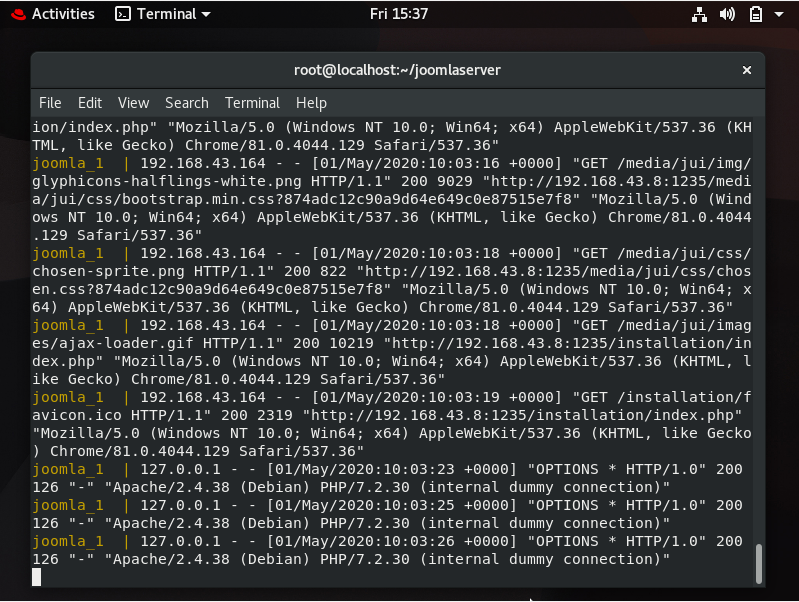 Activities Terminal Fri 15:37
root@localhost:~/joomlaserver ×
File Edit View Search Terminal Help
ion/index.php" "Mozilla/5.0 (Windows NT 10.0; Win64; x64) AppleWebKit/537.36 (KH
TML, like Gecko) Chrome/81.0.4044.129 Safari/537.36"
joomla_1  | 192.168.43.164 - - [01/May/2020:10:03:16 +0000] "GET /media/jui/img/
glyphicons-halflings-white.png HTTP/1.1" 200 9029 "http://192.168.43.8:1235/medi
a/jui/css/bootstrap.min.css?874adc12c90a9d64e649c0e87515e7f8" "Mozilla/5.0 (Wind
ows NT 10.0; Win64; x64) AppleWebKit/537.36 (KHTML, like Gecko) Chrome/81.0.4044
.129 Safari/537.36"
joomla_1  | 192.168.43.164 - - [01/May/2020:10:03:18 +0000] "GET /media/jui/css/
chosen-sprite.png HTTP/1.1" 200 822 "http://192.168.43.8:1235/media/jui/css/chos
en.css?874adc12c90a9d64e649c0e87515e7f8" "Mozilla/5.0 (Windows NT 10.0; Win64; x
64) AppleWebKit/537.36 (KHTML, like Gecko) Chrome/81.0.4044.129 Safari/537.36"
joomla_1  | 192.168.43.164 - - [01/May/2020:10:03:18 +0000] "GET /media/jui/imag
es/ajax-loader.gif HTTP/1.1" 200 10219 "http://192.168.43.8:1235/installation/in
dex.php" "Mozilla/5.0 (Windows NT 10.0; Win64; x64) AppleWebKit/537.36 (KHTML, l
ike Gecko) Chrome/81.0.4044.129 Safari/537.36"
joomla_1  | 192.168.43.164 - - [01/May/2020:10:03:19 +0000] "GET /installation/f
avicon.ico HTTP/1.1" 200 2319 "http://192.168.43.8:1235/installation/index.php"
"Mozilla/5.0 (Windows NT 10.0; Win64; x64) AppleWebKit/537.36 (KHTML, like Gecko
) Chrome/81.0.4044.129 Safari/537.36"
joomla_1  | 127.0.0.1 - - [01/May/2020:10:03:23 +0000] "OPTIONS * HTTP/1.0" 200
126 "-" "Apache/2.4.38 (Debian) PHP/7.2.30 (internal dummy connection)"
joomla_1  | 127.0.0.1 - - [01/May/2020:10:03:25 +0000] "OPTIONS * HTTP/1.0" 200
126 "-" "Apache/2.4.38 (Debian) PHP/7.2.30 (internal dummy connection)"
joomla_1  | 127.0.0.1 - - [01/May/2020:10:03:26 +0000] "OPTIONS * HTTP/1.0" 200
126 "-" "Apache/2.4.38 (Debian) PHP/7.2.30 (internal dummy connection)"